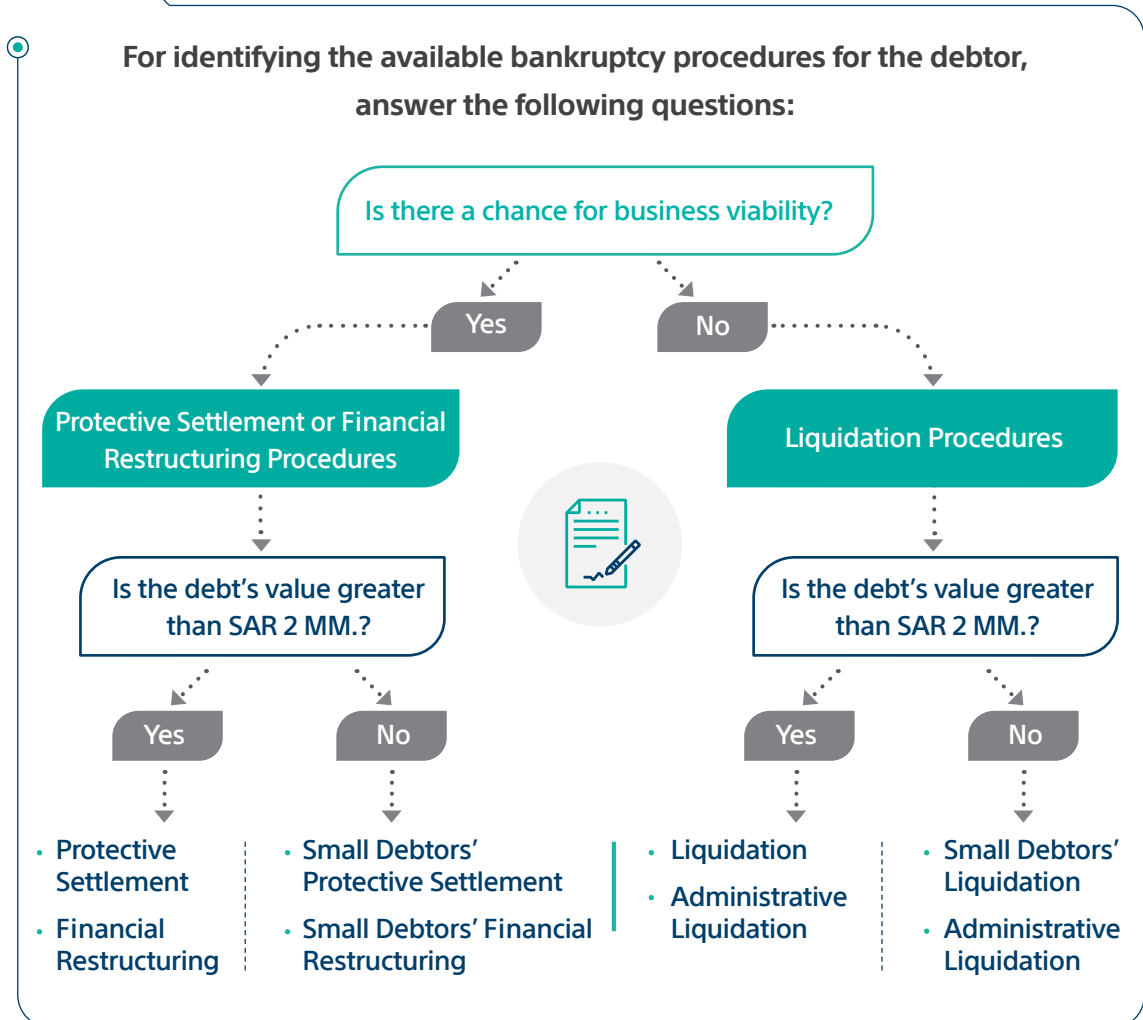 For identifying the available bankruptcy procedures for the debtor,
answer the following questions:
Is there a chance for business viability?
Yes
No
Protective Settlement or Financial
Restructuring Procedures
Liquidation Procedures
Is the debt’s value greater
than SAR 2 MM.?
Is the debt’s value greater
than SAR 2 MM.?
Yes
No
Yes
No
• Protective
Settlement
• Financial
Restructuring
• Small Debtors’
Protective Settlement
• Small Debtors’ Financial
Restructuring
• Liquidation
• Administrative
Liquidation
• Small Debtors’
Liquidation
• Administrative
Liquidation